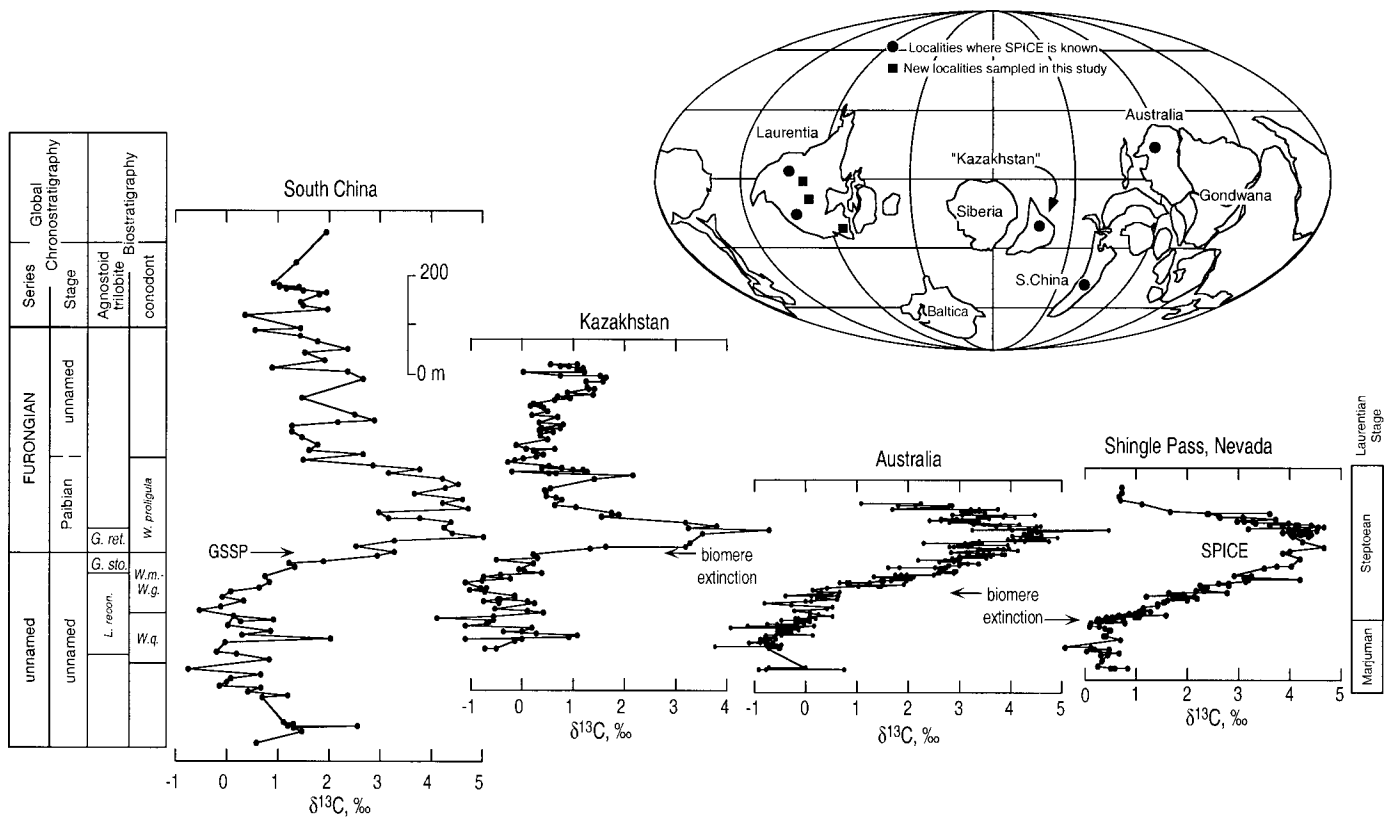 Localities where SPICE is known
New localities sampled in this study
Laurentia
Australia
"Kazakhstan"
Siberia
Gondwana
S.China
Baltica
Global
Chronostratigraphy
Series
Stage
Biostratigraphy
Agnostoid
trilobite
conodont
FURONGIAN
unnamed
Paibian
unnamed
unnamed
G. ret.
G. sto.
L. recon.
W. proligula
W.m.-
W.g.
W.q.
South China
GSSP
200
0 m
-1 0 1 2 3 4 5
δ13C, ‰
Kazakhstan
biomere
extinction
-1 0 1 2 3 4
δ13C, ‰
Australia
biomere
extinction
-1 0 1 2 3 4 5
δ13C, ‰
Shingle Pass, Nevada
SPICE
0 1 2 3 4 5
δ13C, ‰
Laurentian
Stage
Steptoean
Marjuman